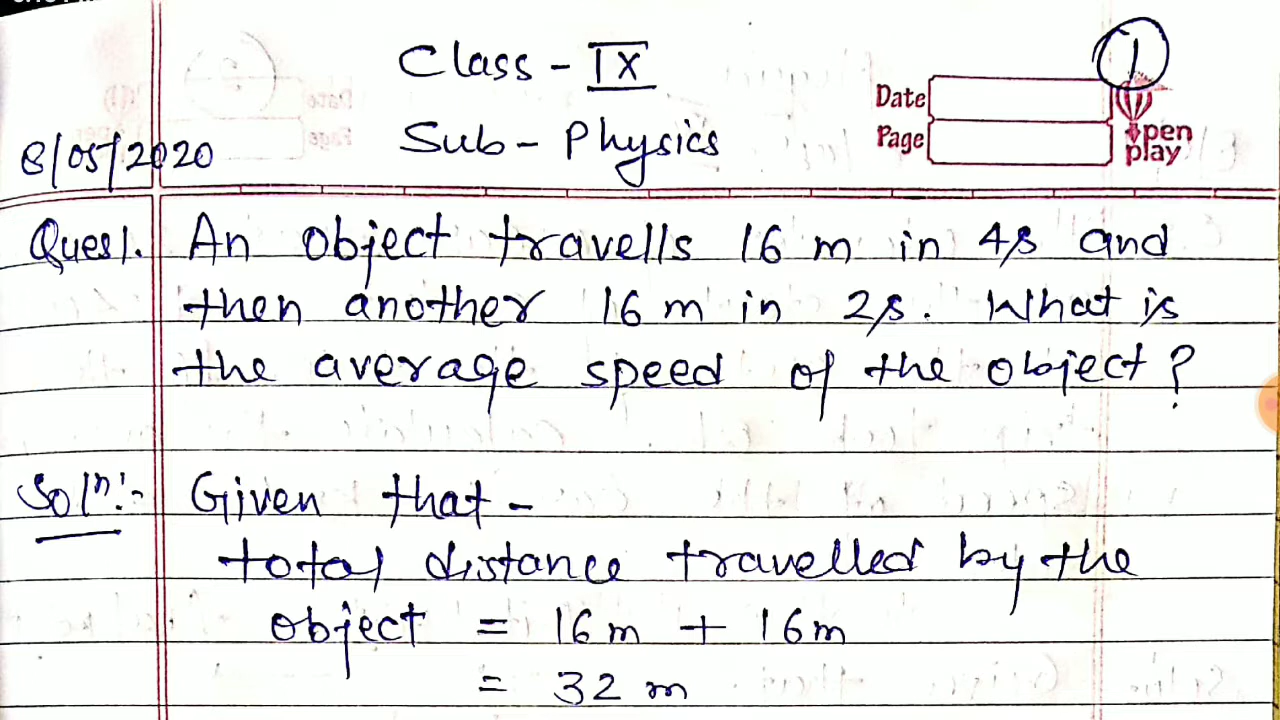 Class - IX
1
Date
Sub - Physics
Page
pen
play
8/05/2020
Ques1. An object travells 16 m in 4s and
then another 16 m in 2s. What is
the average speed of the object?
Solⁿ:- Given that -
total distance travelled by the
object = 16m + 16m
= 32 m